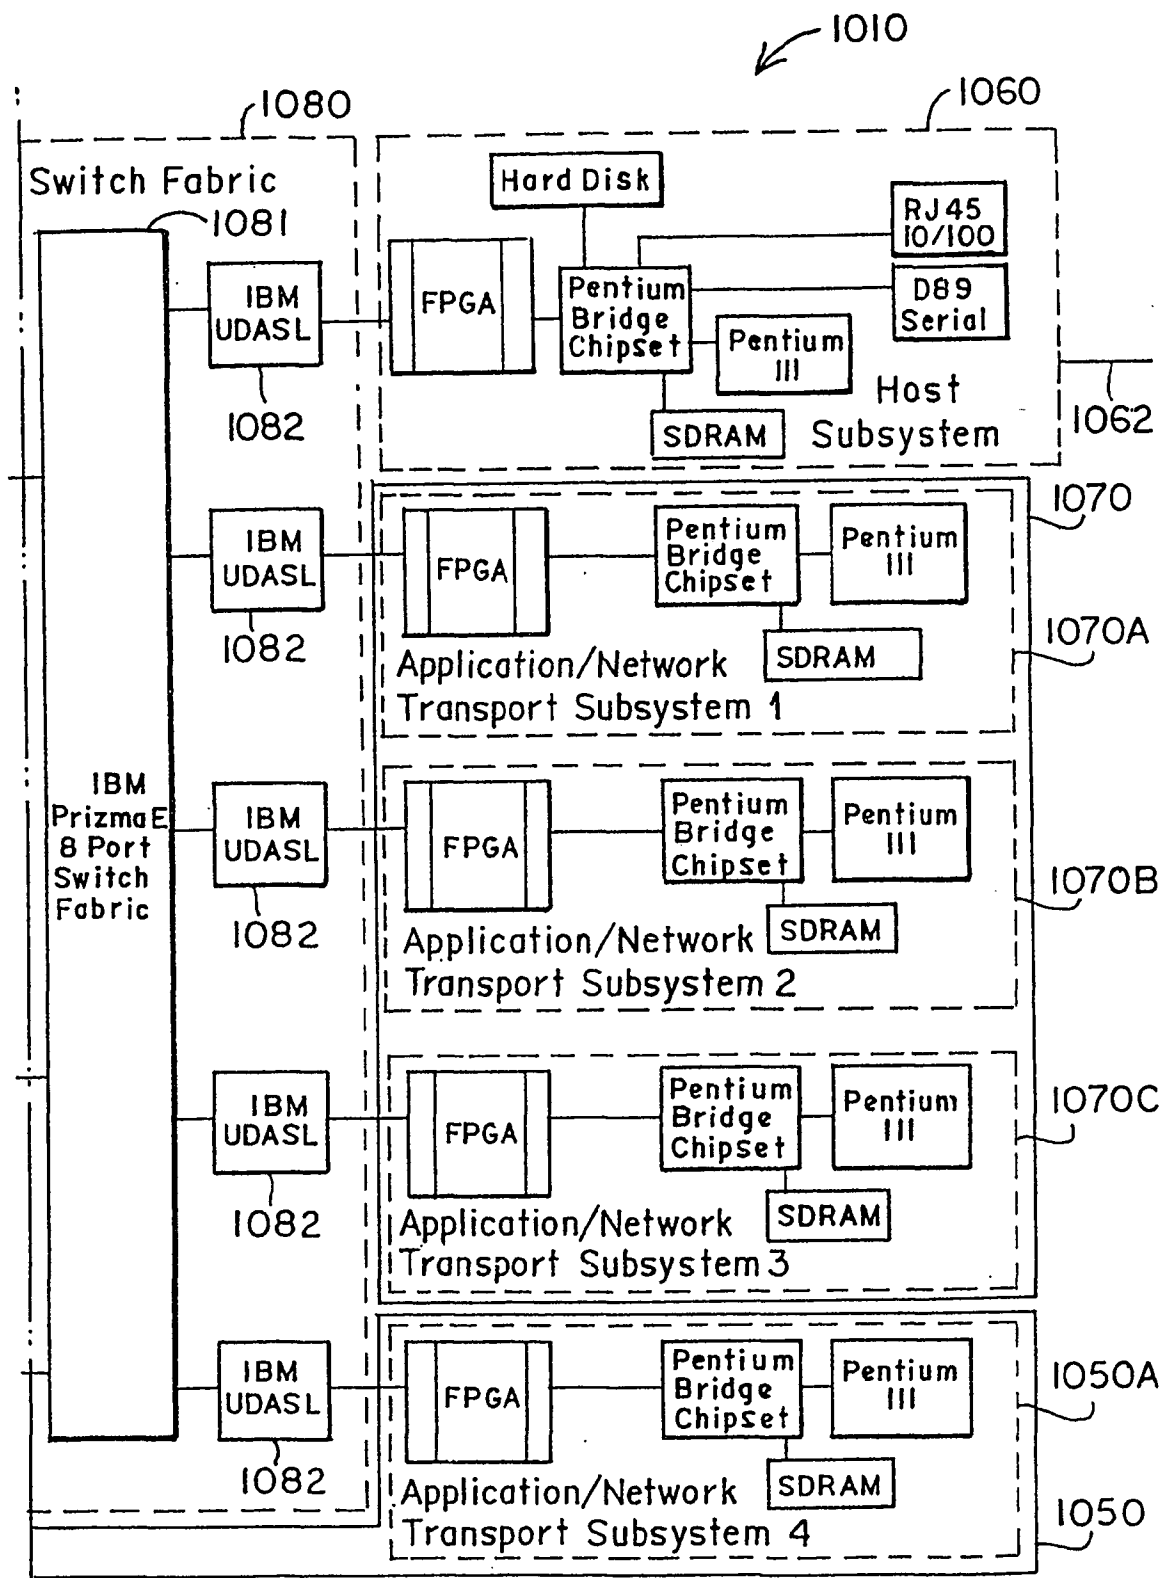 1010
1080
1060
Switch Fabric
1081
Hard Disk
RJ45
10/100
IBM
UDASL
FPGA
Pentium
Bridge
Chipset
D89
Serial
Pentium
III
1082
SDRAM
Host
Subsystem
1062
1070
IBM
UDASL
FPGA
Pentium
Bridge
Chipset
Pentium
III
1082
1070A
SDRAM
Application/Network
Transport Subsystem 1
IBM
PrizmaE
8 Port
Switch
Fabric
IBM
UDASL
FPGA
Pentium
Bridge
Chipset
Pentium
III
1070B
1082
SDRAM
Application/Network
Transport Subsystem 2
IBM
UDASL
FPGA
Pentium
Bridge
Chipset
Pentium
III
1070C
1082
SDRAM
Application/Network
Transport Subsystem 3
IBM
UDASL
FPGA
Pentium
Bridge
Chipset
Pentium
III
1050A
1082
SDRAM
Application/Network
Transport Subsystem 4
1050